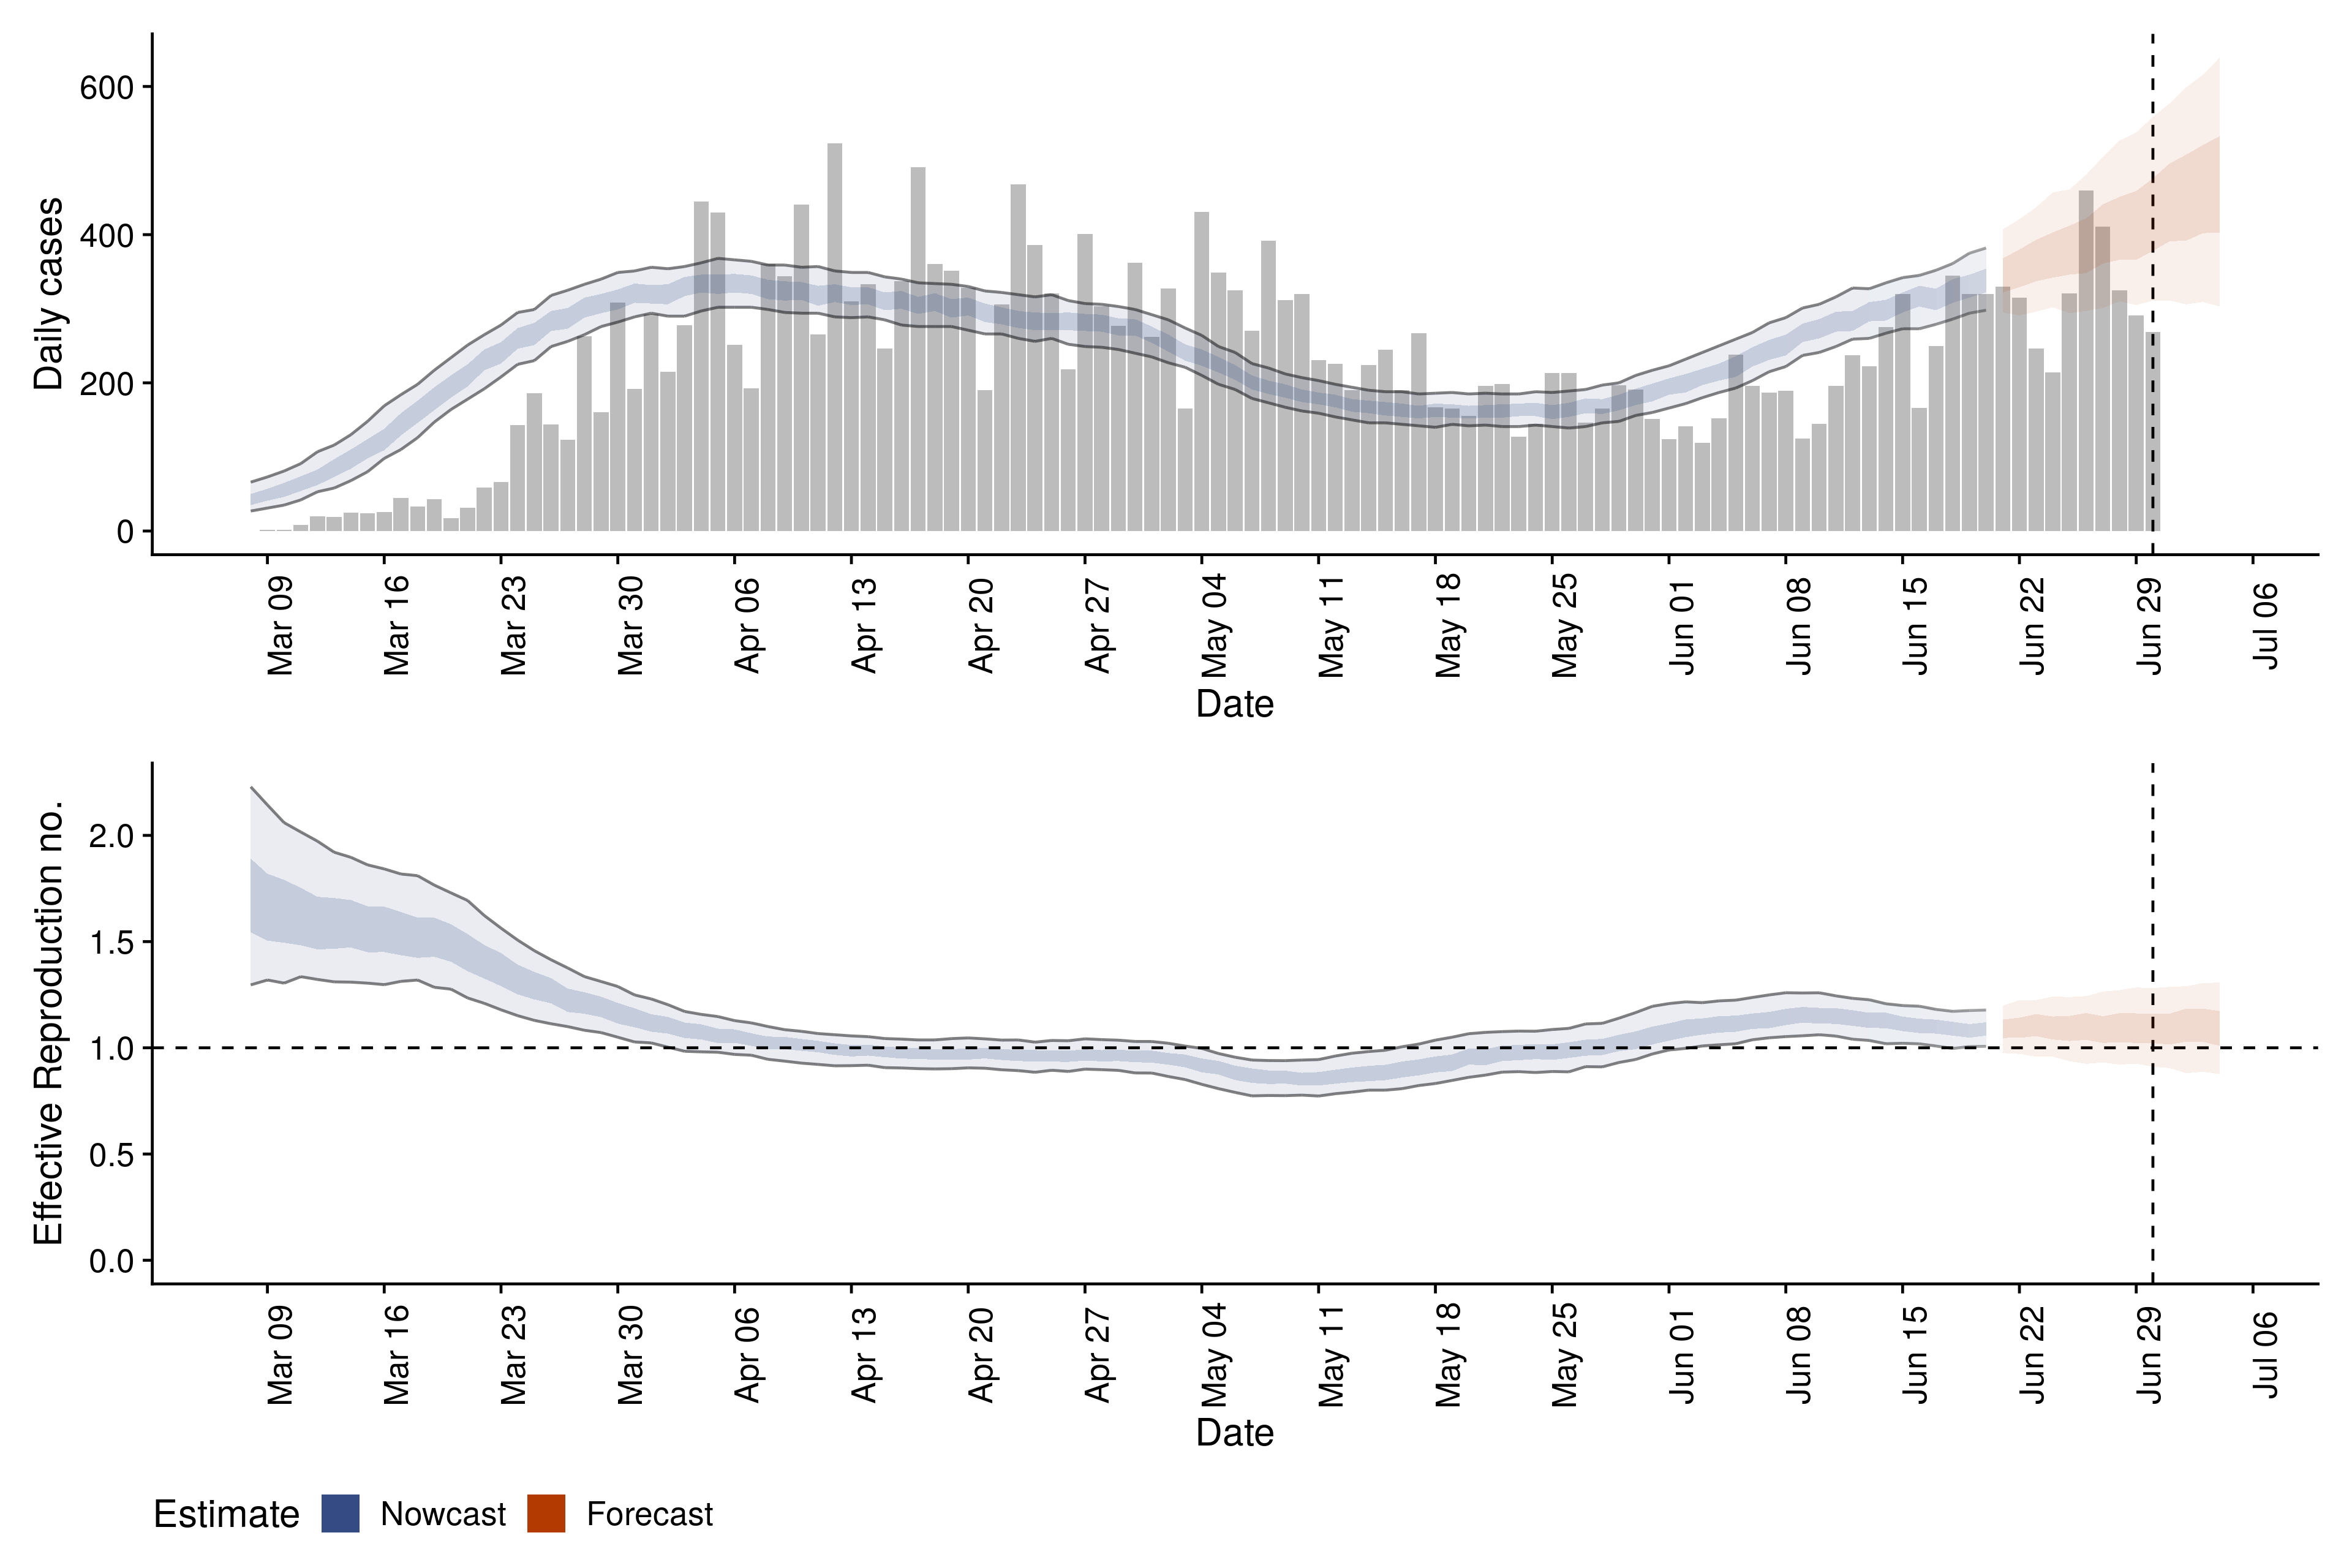 Daily cases
600
400
200
0
Mar 09 Mar 16 Mar 23 Mar 30 Apr 06 Apr 13 Apr 20 Apr 27 May 04 May 11 May 18 May 25 Jun 01 Jun 08 Jun 15 Jun 22 Jun 29 Jul 06
Date
Effective Reproduction no.
2.0
1.5
1.0
0.5
0.0
Mar 09 Mar 16 Mar 23 Mar 30 Apr 06 Apr 13 Apr 20 Apr 27 May 04 May 11 May 18 May 25 Jun 01 Jun 08 Jun 15 Jun 22 Jun 29 Jul 06
Date
Estimate Nowcast Forecast